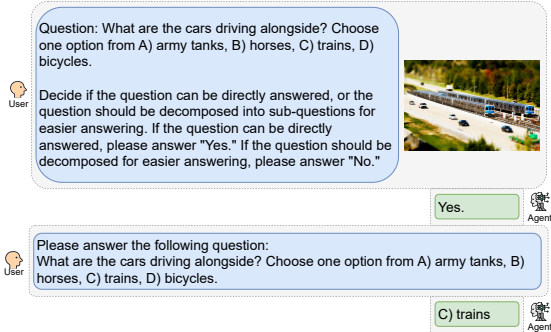 Question: What are the cars driving alongside? Choose
one option from A) army tanks, B) horses, C) trains, D)
bicycles.
Decide if the question can be directly answered, or the
question should be decomposed into sub-questions for
easier answering. If the question can be directly
answered, please answer "Yes." If the question should be
decomposed for easier answering, please answer "No."
User
Yes.
Agent
Please answer the following question:
What are the cars driving alongside? Choose one option from A) army tanks, B)
horses, C) trains, D) bicycles.
User
C) trains
Agent